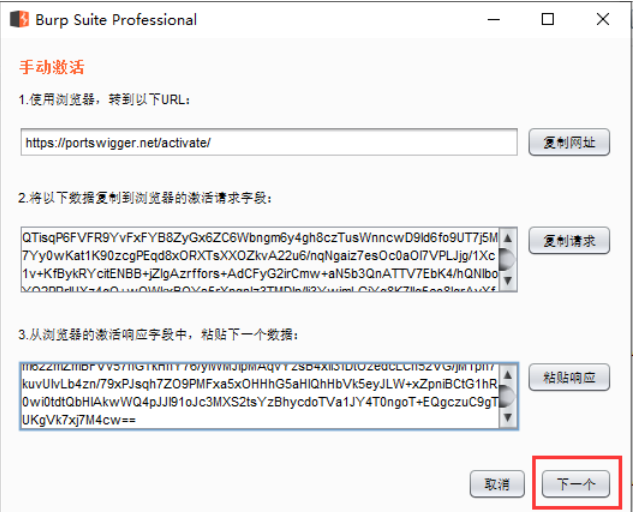 Burp Suite Professional
手动激活
1.使用浏览器，转到以下URL：
https://portswigger.net/activate/
复制网址
2.将以下数据复制到浏览器的激活请求字段：
QTisqP6FVFR9YvFxFYB8ZyGx6ZC6Wbngm6y4gh8czTusWnncwD9ld6fo9UT7j5M
7Yy0wKat1K90zcgPEqd8xORXTsXXOZkvA22u6/nqNgaiz7esOc0aOl7VPLJjg/1Xc
1v+KfBykRYcitENBB+jZlgAzrffors+AdCFyG2irCmw+aN5b3QnATTV7EbK4/hQNlbo
复制请求
3.从浏览器的激活响应字段中，粘贴下一个数据：
kuvUlvLb4zn/79xPJsqh7ZO9PMFxa5xOHHhG5aHlQhHbVk5eyJLW+xZpniBCtG1hR
0wi0tdtQbHlAkwWQ4pJJl91oJc3MXS2tsYzBhycdoTVa1JY4T0ngoT+EQgczuC9gT
UKgVk7xj7M4cw==
粘贴响应
取消
下一个